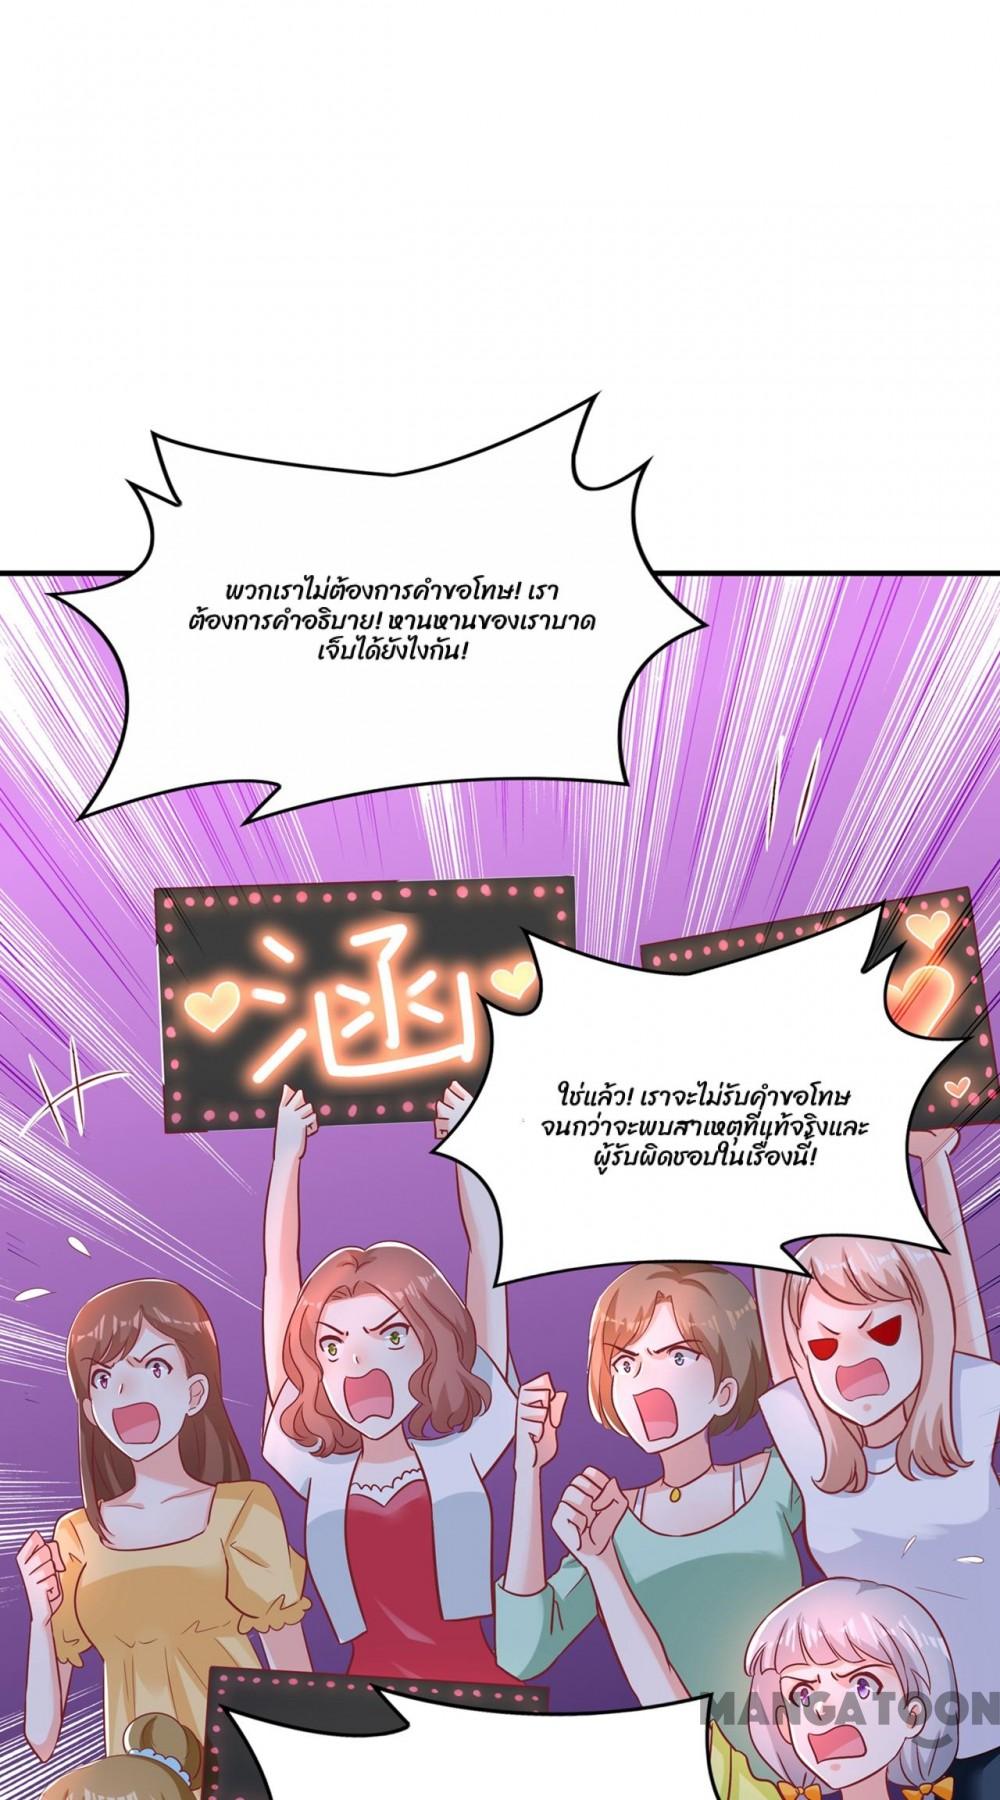 พวกเราไม่ต้องการคำขอโทษ! เรา
ต้องการคำอธิบาย! หานหานของเราบาด
เจ็บได้ยังไงกัน!
涵
ใช่แล้ว! เราจะไม่รับคำขอโทษ
จนกว่าจะพบสาเหตุที่แท้จริงและ
ผู้รับผิดชอบในเรื่องนี้!
MANGATOON